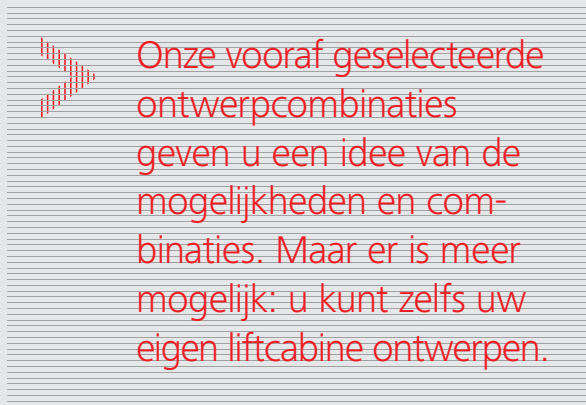 Onze vooraf geselecteerde
ontwerpcombinaties
geven u een idee van de
mogelijkheden en com-
binaties. Maar er is meer
mogelijk: u kunt zelfs uw
eigen liftcabine ontwerpen.